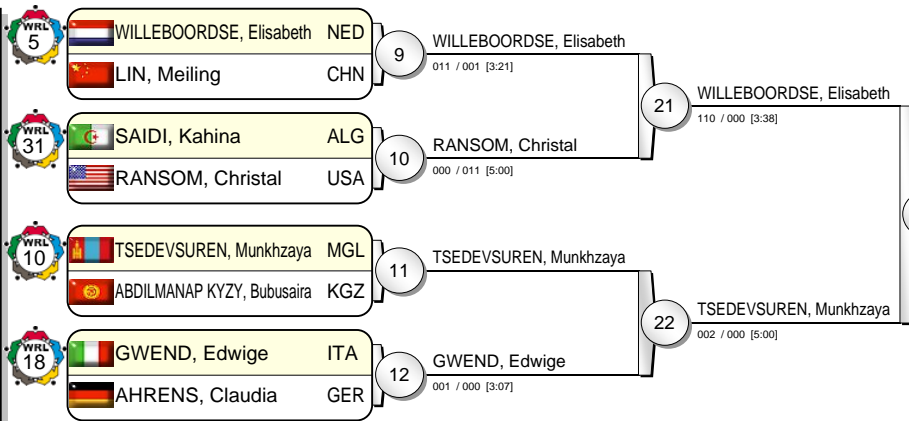 WRL
5
WILLEBOORDSE, Elisabeth NED
LIN, Meiling CHN
9
WILLEBOORDSE, Elisabeth
011 / 001 [3:21]
21
WILLEBOORDSE, Elisabeth
110 / 000 [3:38]
WRL
31
SAIDI, Kahina ALG
RANSOM, Christal USA
10
RANSOM, Christal
000 / 011 [5:00]
WRL
10
TSEDEVSUREN, Munkhzaya MGL
ABDILMANAP KYZY, Bubusaira KGZ
11
TSEDEVSUREN, Munkhzaya
22
TSEDEVSUREN, Munkhzaya
002 / 000 [5:00]
WRL
18
GWEND, Edwige ITA
AHRENS, Claudia GER
12
GWEND, Edwige
001 / 000 [3:07]